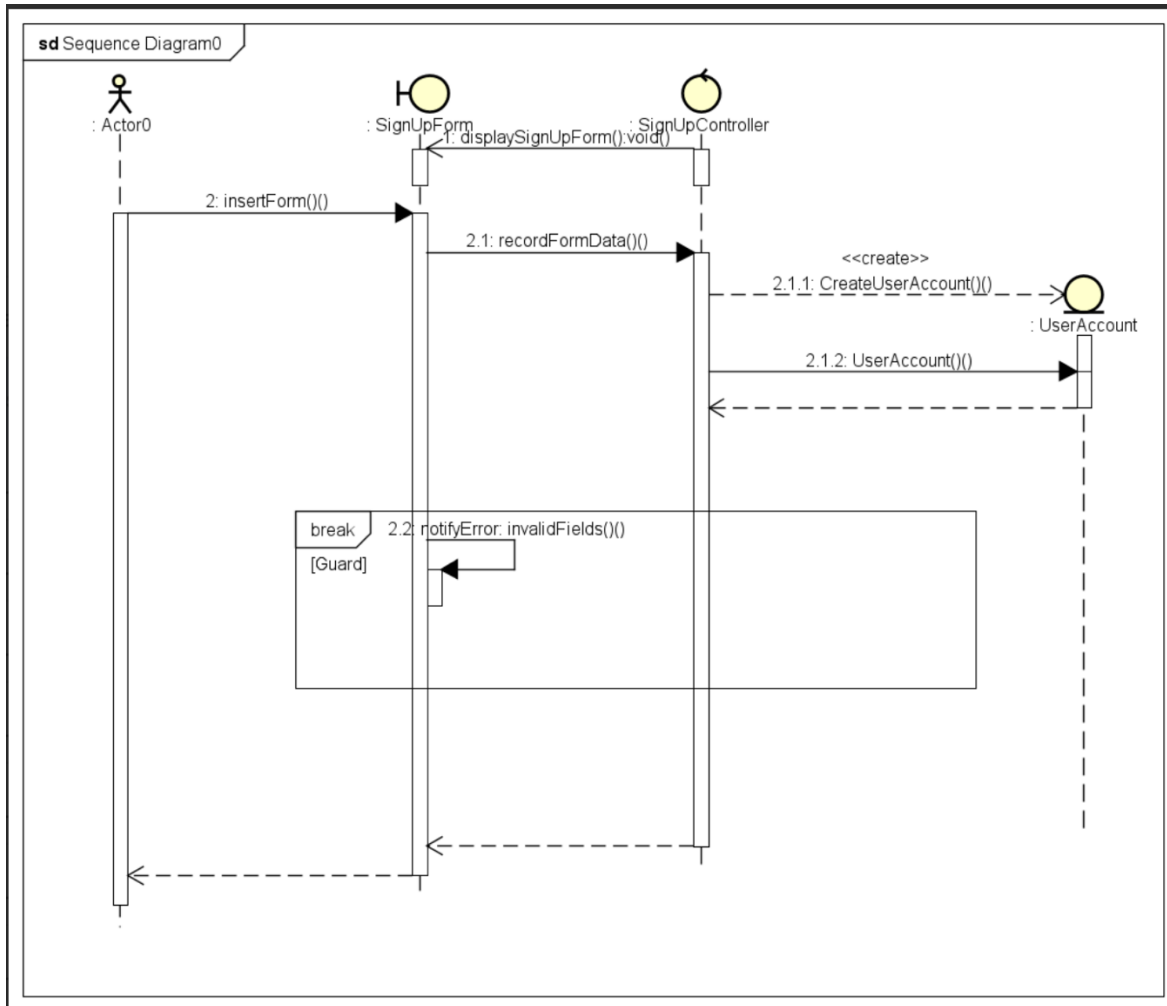 sd Sequence Diagram0
: Actor0
: SignUpForm
: SignUpController
1: displaySignUpForm():void()
2: insertForm()()
2.1: recordFormData()()
<<create>>
2.1.1: CreateUserAccount()()
: UserAccount
2.1.2: UserAccount()()
break
2.2: notifyError: invalidFields()()
[Guard]